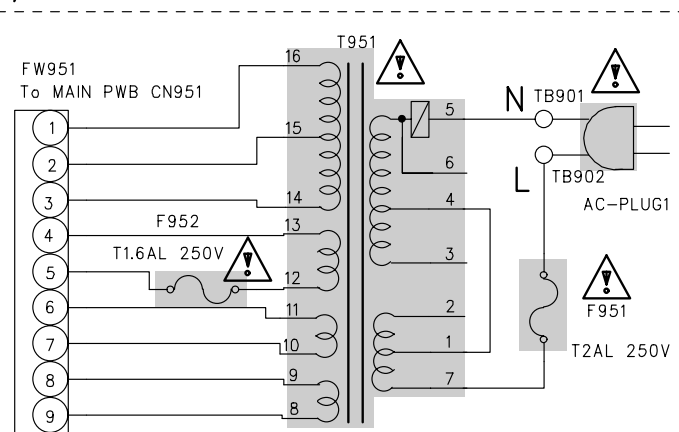 T951
FW951
To MAIN PWB CN951
16
15
14
13
12
11
10
9
8
1
2
3
4
5
6
7
8
9
F952
T1.6AL 250V
5
6
4
3
2
1
7
N
TB901
L
TB902
AC-PLUG1
F951
T2AL 250V